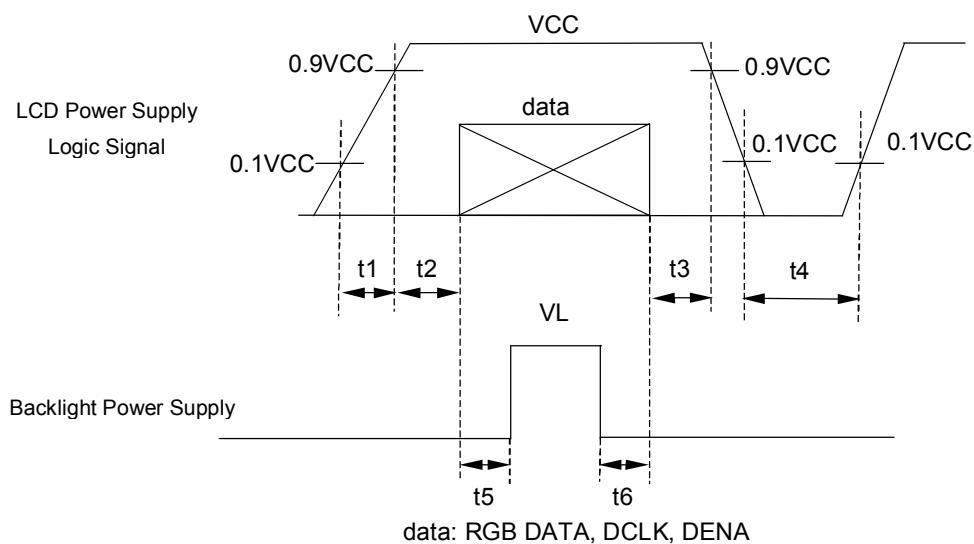 VCC
0.9VCC
0.9VCC
LCD Power Supply
Logic Signal
data
0.1VCC
0.1VCC
0.1VCC
t1
t2
t3
t4
VL
Backlight Power Supply
t5
t6
data: RGB DATA, DCLK, DENA